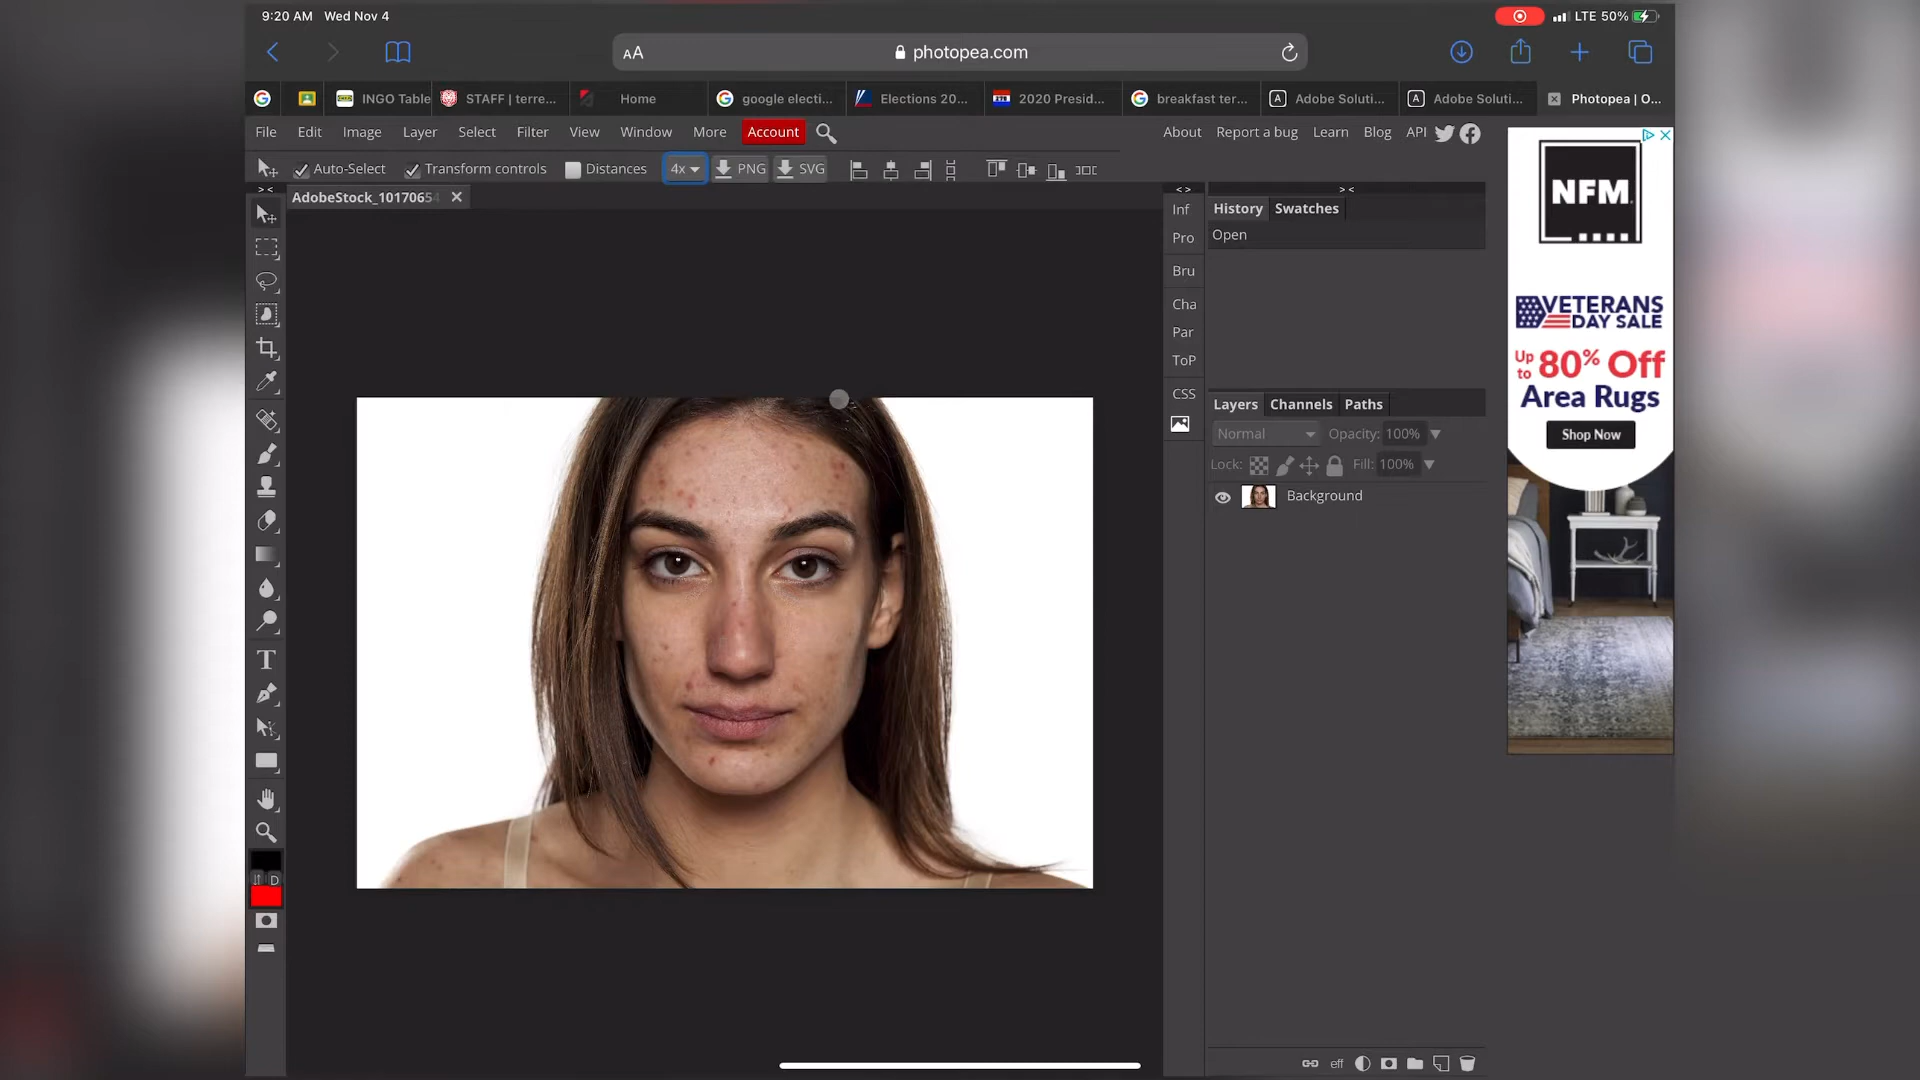 9:20 AM Wed Nov 4
LTE 50%
AA photopea.com
INGO Table
STAFF | terre...
Home
google electi...
Elections 20...
2020 Presid...
breakfast ter...
Adobe Soluti...
Adobe Soluti...
Photopea | O...
File Edit Image Layer Select Filter View Window More Account
About Report a bug Learn Blog API
Auto-Select Transform controls Distances 4x PNG SVG
AdobeStock_10170654
Inf
Pro
Bru
Cha
Par
ToP
CSS
History Swatches
Open
Layers Channels Paths
Normal Opacity: 100%
Lock: Fill: 100%
Background
eff
T
D
NFM
VETERANS
DAY SALE
Up to 80% Off
Area Rugs
Shop Now